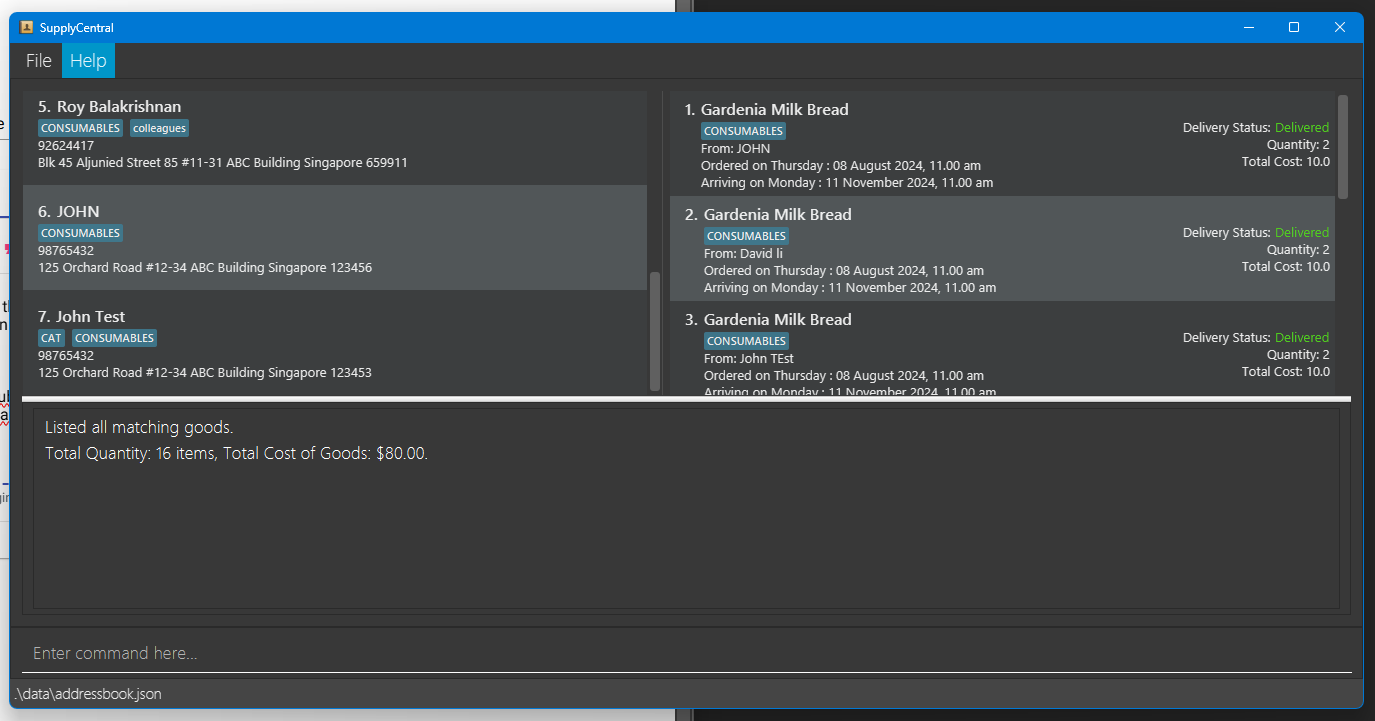 SupplyCentral
File Help
5. Roy Balakrishnan
CONSUMABLES colleagues
92624417
Blk 45 Aljunied Street 85 #11-31 ABC Building Singapore 659911
6. JOHN
CONSUMABLES
98765432
125 Orchard Road #12-34 ABC Building Singapore 123456
7. John Test
CAT CONSUMABLES
98765432
125 Orchard Road #12-34 ABC Building Singapore 123453
1. Gardenia Milk Bread
CONSUMABLES
From: JOHN
Ordered on Thursday : 08 August 2024, 11.00 am
Arriving on Monday : 11 November 2024, 11.00 am
Delivery Status: Delivered
Quantity: 2
Total Cost: 10.0
2. Gardenia Milk Bread
CONSUMABLES
From: David li
Ordered on Thursday : 08 August 2024, 11.00 am
Arriving on Monday : 11 November 2024, 11.00 am
Delivery Status: Delivered
Quantity: 2
Total Cost: 10.0
3. Gardenia Milk Bread
CONSUMABLES
From: John TEst
Ordered on Thursday : 08 August 2024, 11.00 am
Arriving on Monday : 11 November 2024, 11.00 am
Delivery Status: Delivered
Quantity: 2
Total Cost: 10.0
Listed all matching goods.
Total Quantity: 16 items, Total Cost of Goods: $80.00.
Enter command here...
.\data\addressbook.json